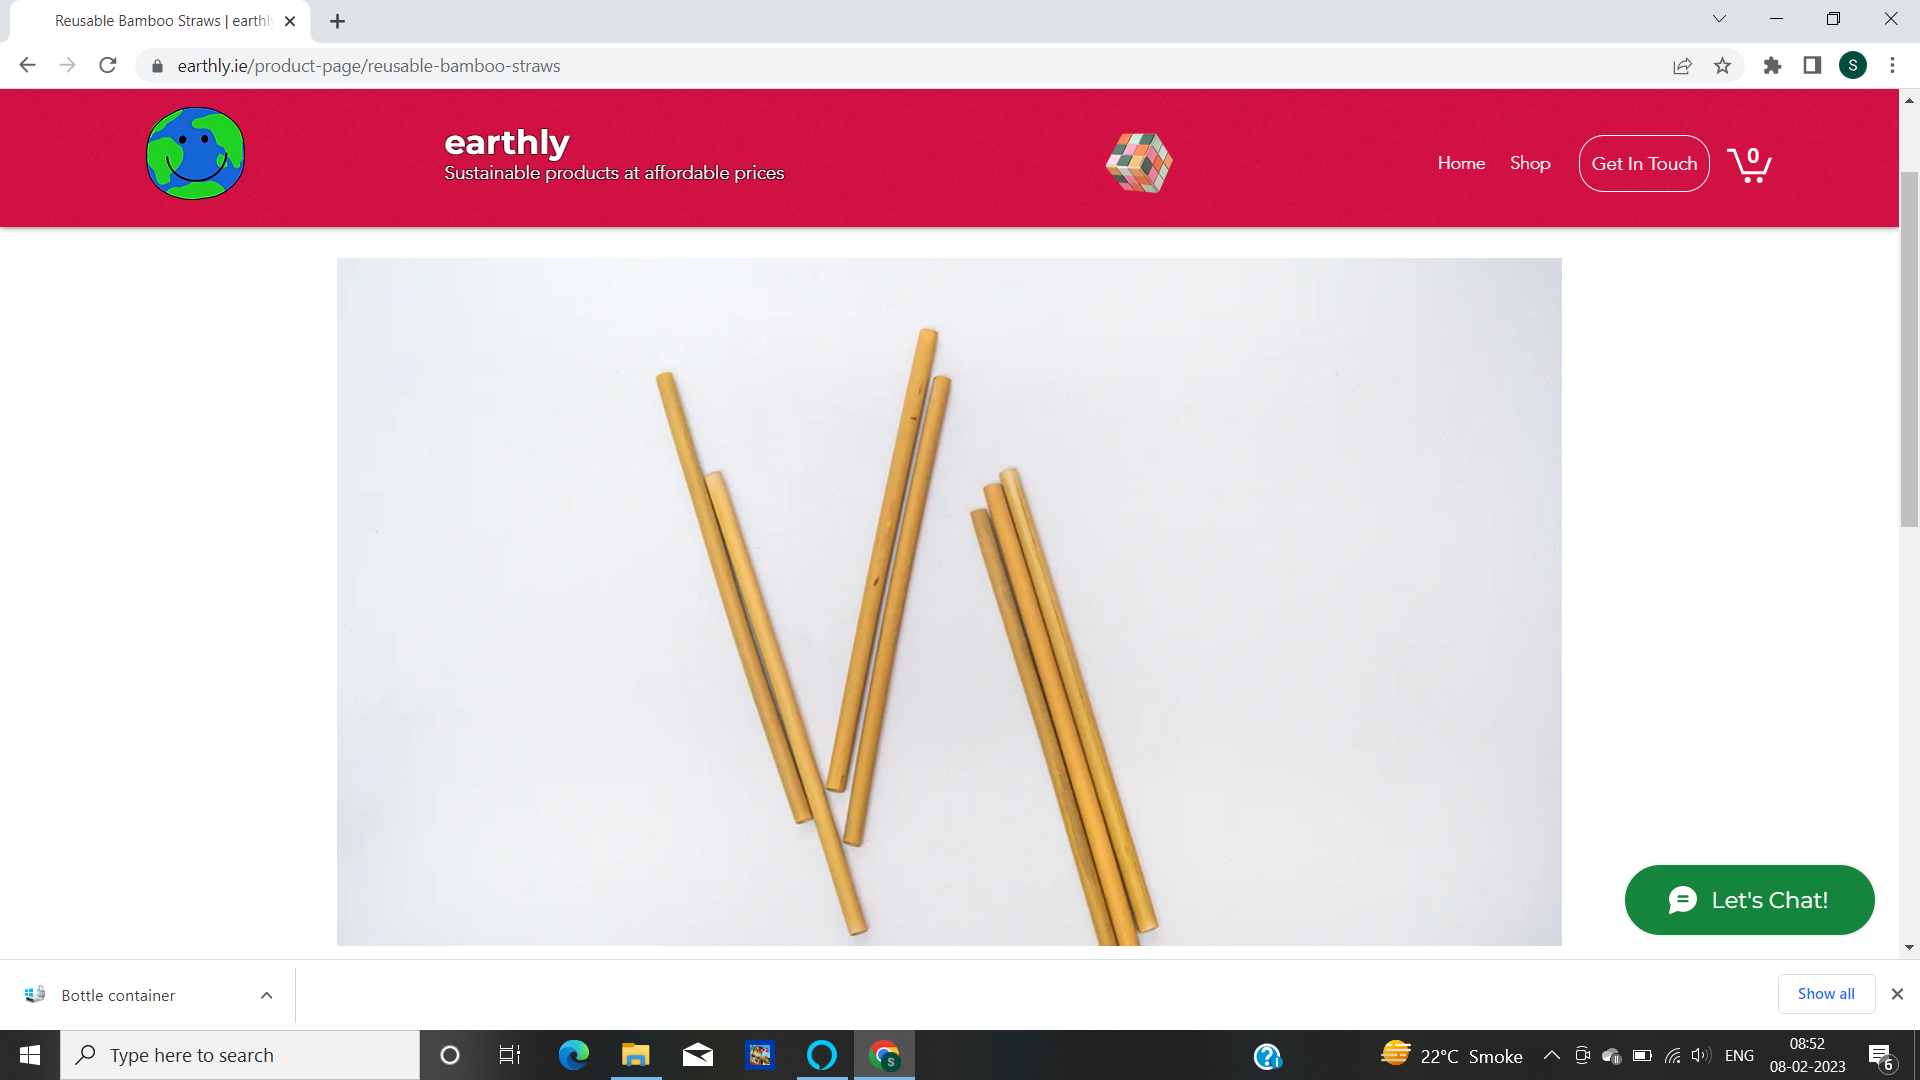 Reusable Bamboo Straws | earthl
earthly.ie/product-page/reusable-bamboo-straws
S
earthly
Sustainable products at affordable prices
Home
Shop
Get In Touch
0
Let's Chat!
Bottle container
Show all
Type here to search
S
22°C Smoke
ENG
08:52
08-02-2023
6